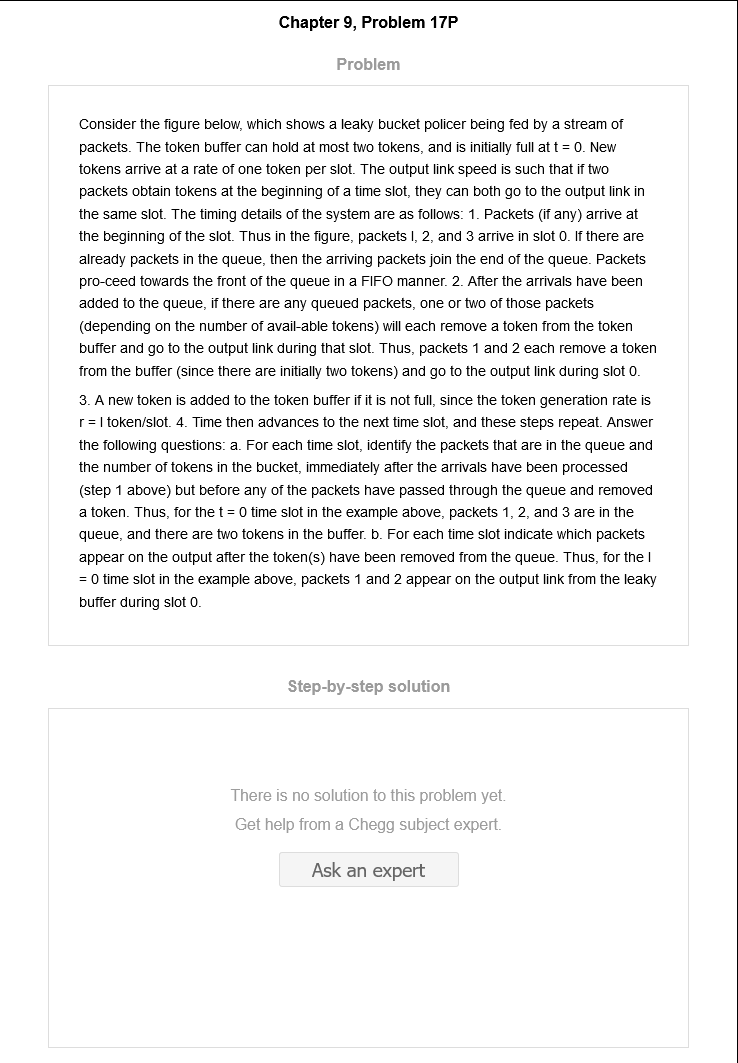 Chapter 9, Problem 17P
Problem
Consider the figure below, which shows a leaky bucket policer being fed by a stream of
packets. The token buffer can hold at most two tokens, and is initially full at t = 0. New
tokens arrive at a rate of one token per slot. The output link speed is such that if two
packets obtain tokens at the beginning of a time slot, they can both go to the output link in
the same slot. The timing details of the system are as follows: 1. Packets (if any) arrive at
the beginning of the slot. Thus in the figure, packets I, 2, and 3 arrive in slot 0. If there are
already packets in the queue, then the arriving packets join the end of the queue. Packets
pro-ceed towards the front of the queue in a FIFO manner. 2. After the arrivals have been
added to the queue, if there are any queued packets, one or two of those packets
(depending on the number of avail-able tokens) will each remove a token from the token
buffer and go to the output link during that slot. Thus, packets 1 and 2 each remove a token
from the buffer (since there are initially two tokens) and go to the output link during slot 0.
3. A new token is added to the token buffer if it is not full, since the token generation rate is
r = I token/slot. 4. Time then advances to the next time slot, and these steps repeat. Answer
the following questions: a. For each time slot, identify the packets that are in the queue and
the number of tokens in the bucket, immediately after the arrivals have been processed
(step 1 above) but before any of the packets have passed through the queue and removed
a token. Thus, for the t = 0 time slot in the example above, packets 1, 2, and 3 are in the
queue, and there are two tokens in the buffer. b. For each time slot indicate which packets
appear on the output after the token(s) have been removed from the queue. Thus, for the I
= 0 time slot in the example above, packets 1 and 2 appear on the output link from the leaky
buffer during slot 0.
Step-by-step solution
There is no solution to this problem yet.
Get help from a Chegg subject expert.
Ask an expert